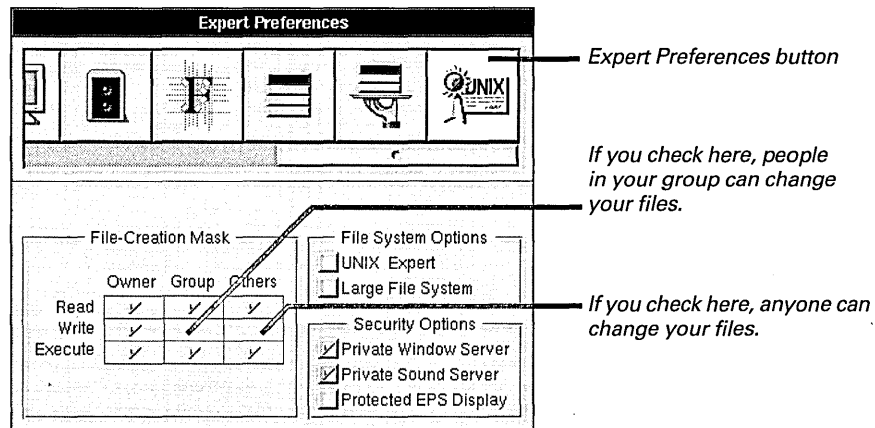 Expert Preferences
F
UNIX
Expert Preferences button
If you check here, people
in your group can change
your files.
File-Creation Mask
Owner Group Others
Read
Write
Execute
File System Options
UNIX Expert
Large File System
Security Options
Private Window Server
Private Sound Server
Protected EPS Display
If you check here, anyone can
change your files.